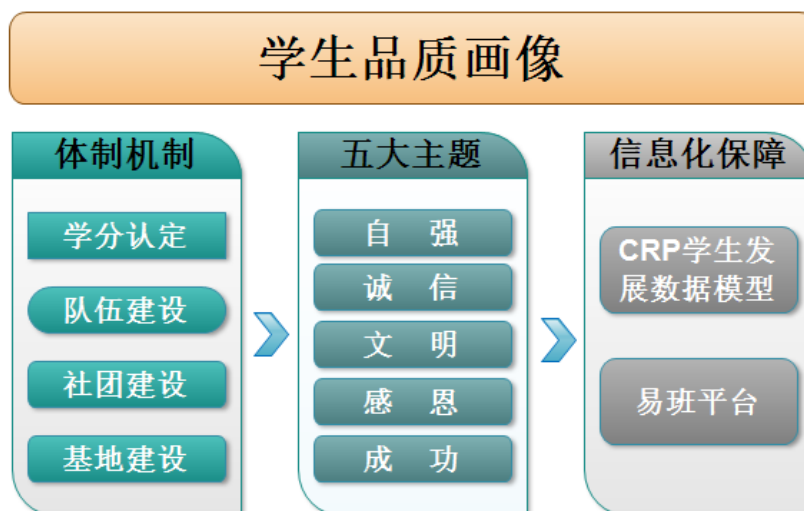 学生品质画像
体制机制
学分认定
队伍建设
社团建设
基地建设
五大主题
自 强
诚 信
文 明
感 恩
成 功
信息化保障
CRP学生发
展数据模型
易班平台